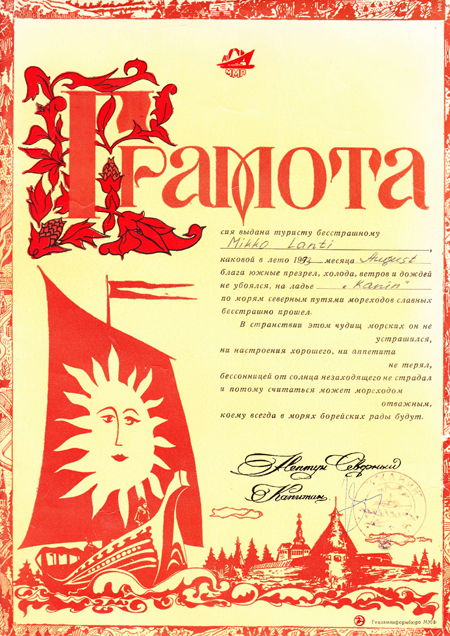 ММП
Грамота
сия выдана туристу бесстрашному
Mikko Lanti,
каковой в лето 19 месяца August
блага южные презрел, холода, ветров и дождей
не убоялся, на ладье „Kanin"
по морям северным путями мореходов славных
бесстрашно прошел.
В странствии этом чудищ морских он не
устрашился,
ни настроения хорошего, ни аппетита
не терял,
бессонницей от солнца незаходящего не страдал
и потому считаться может мореходом
отважным,
коему всегда в морях борейских рады будут.
Нептун Северный
Капитан
Рекламинформбюро ММФ